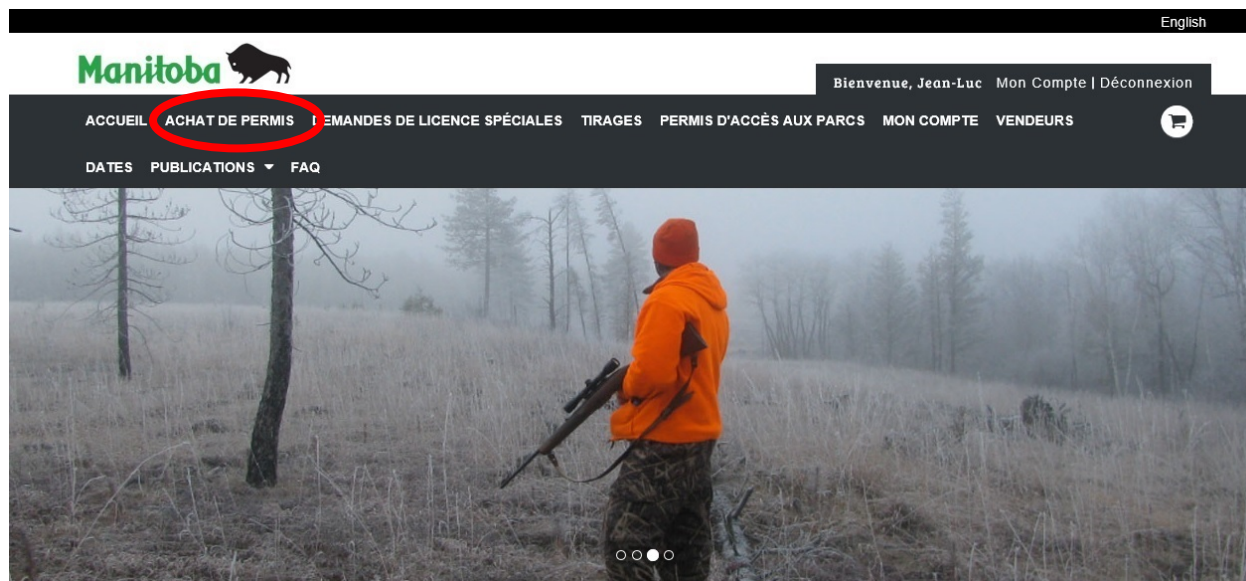 English
Manitoba
Bienvenue, Jean-Luc Mon Compte | Déconnexion
ACCUEIL ACHAT DE PERMIS DEMANDES DE LICENCE SPÉCIALES TIRAGES PERMIS D'ACCÈS AUX PARCS MON COMPTE VENDEURS
DATES PUBLICATIONS FAQ